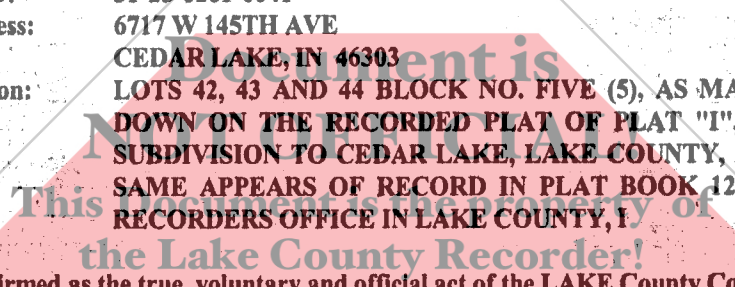 ess: 6717 W 145TH AVE
CEDAR LAKE, IN 46303
on: LOTS 42, 43 AND 44 BLOCK NO. FIVE (5), AS MA
DOWN ON THE RECORDED PLAT OF PLAT "I"
SUBDIVISION TO CEDAR LAKE, LAKE COUNTY,
SAME APPEARS OF RECORD IN PLAT BOOK 12
RECORDERS OFFICE IN LAKE COUNTY, I
irmed as the true, voluntary and official act of the LAKE County Co
Document is
NOT OFFICIAL
This Document is the property of
the Lake County Recorder!